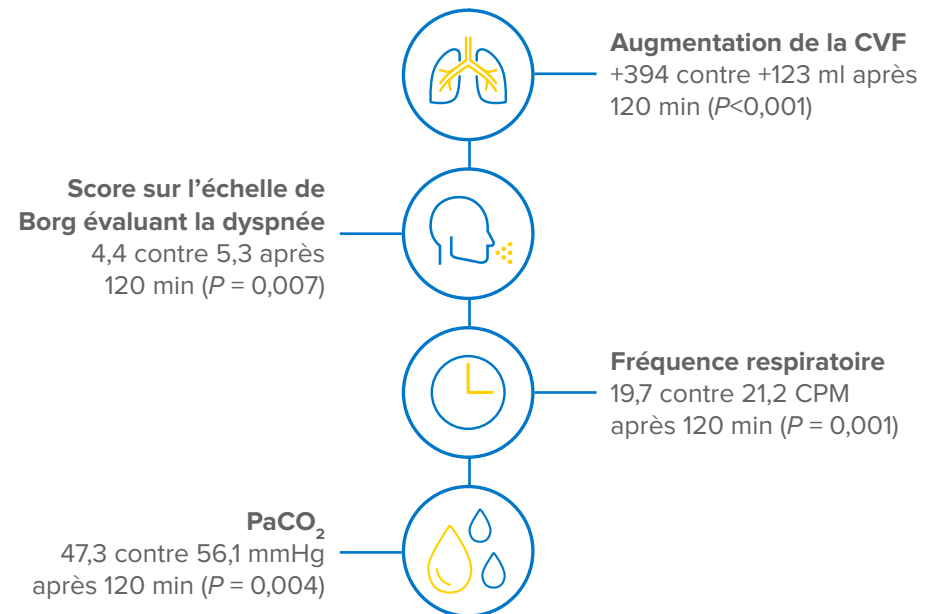 Augmentation de la CVF
+394 contre +123 ml après
120 min (P<0,001)
Score sur l’échelle de
Borg évaluant la dyspnée
4,4 contre 5,3 après
120 min (P = 0,007)
Fréquence respiratoire
19,7 contre 21,2 CPM
après 120 min (P = 0,001)
PaCO₂
47,3 contre 56,1 mmHg
après 120 min (P = 0,004)